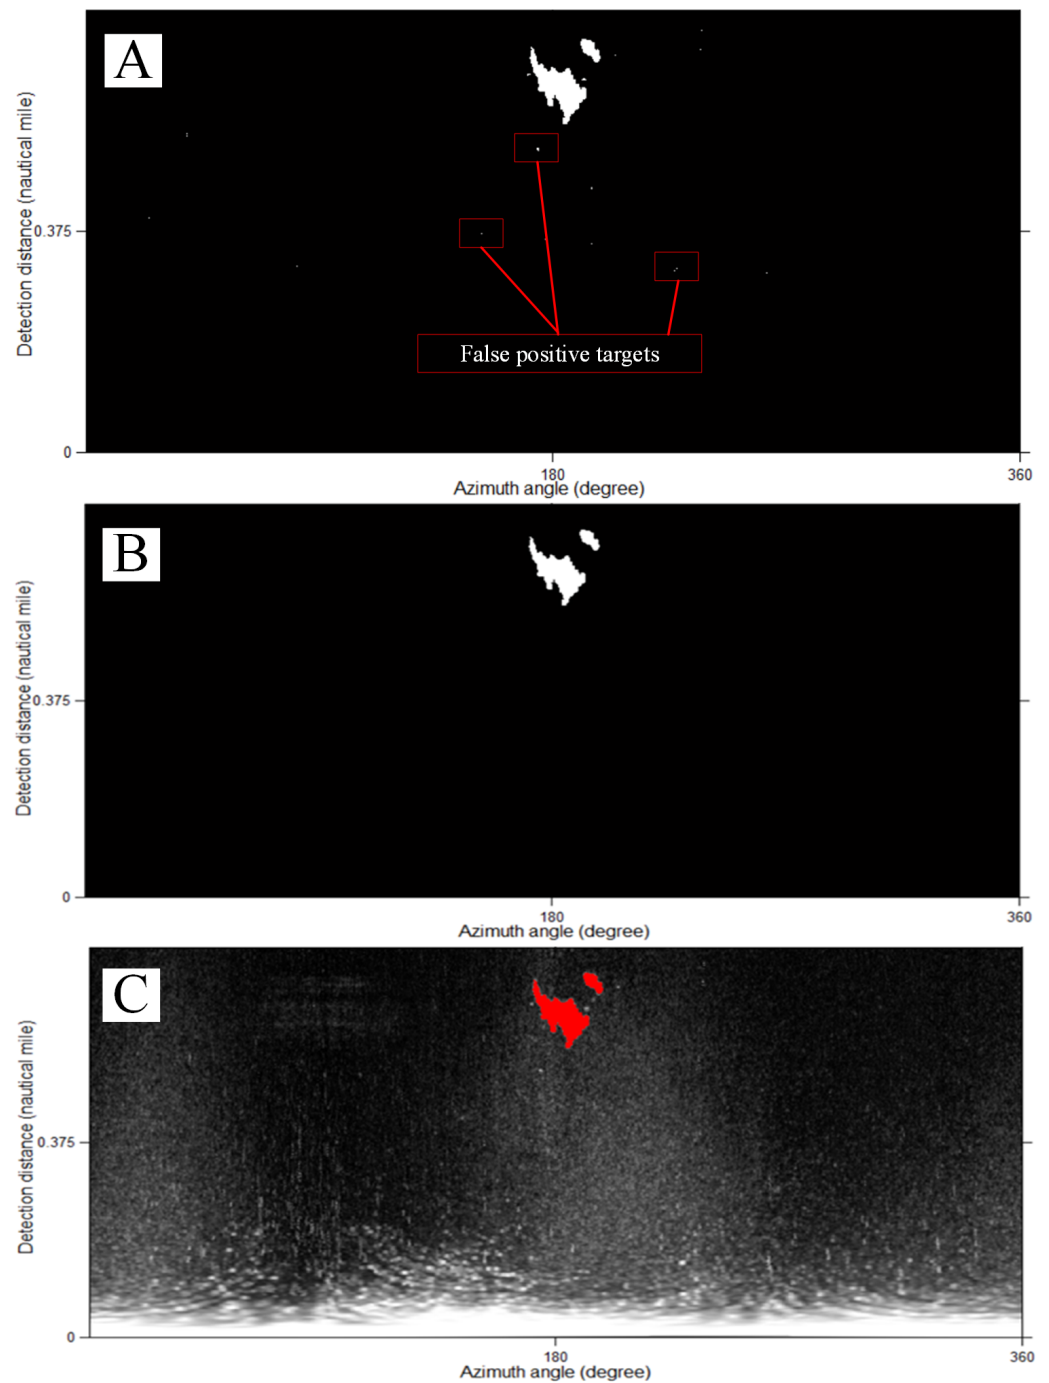 A
Detection distance (nautical mile)
0.375
False positive targets
0
180
360
Azimuth angle (degree)
B
Detection distance (nautical mile)
0.375
0
180
360
Azimuth angle (degree)
C
Detection distance (nautical mile)
0.375
0
180
360
Azimuth angle (degree)